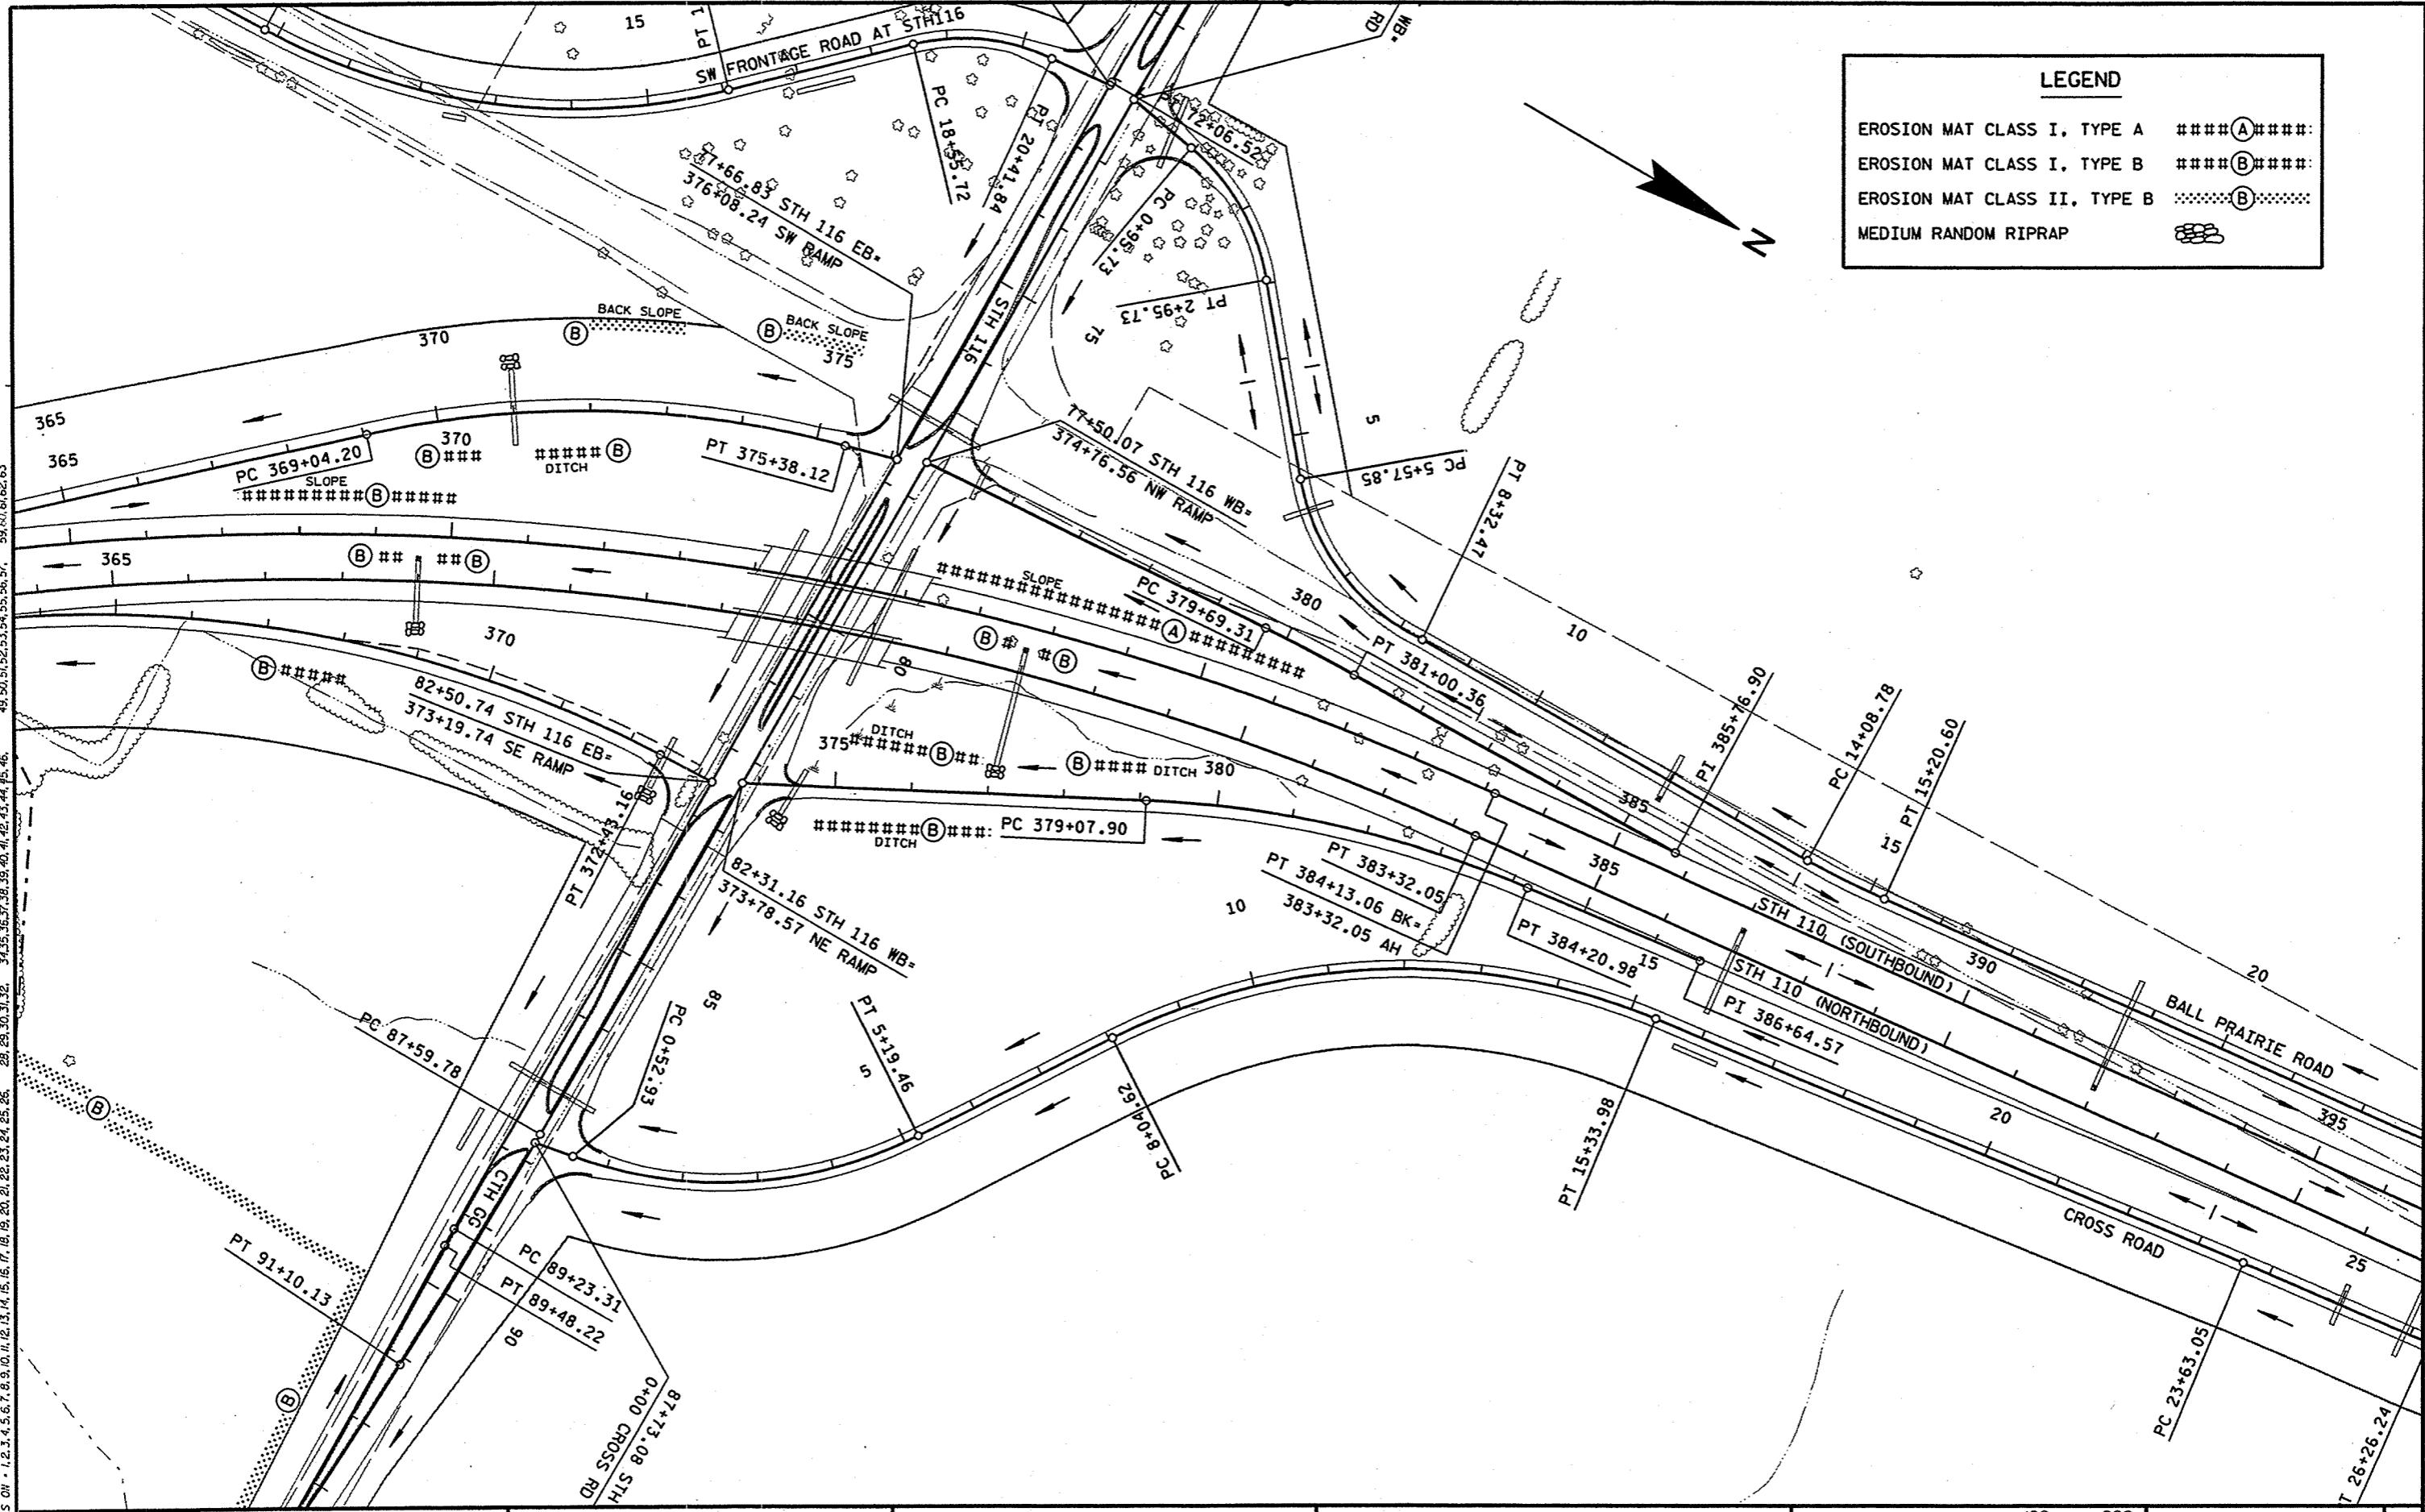 LEGEND
EROSION MAT CLASS I, TYPE A ####(A)####:
EROSION MAT CLASS I, TYPE B ####(B)####:
EROSION MAT CLASS II, TYPE B (B)
MEDIUM RANDOM RIPRAP
N
15
PT 1
SW FRONTAGE ROAD AT STH116
WB=
RD
PC 18+55.72
PT 20+41.84
72+06.52
77+66.83 STH 116 EB=
376+08.24 SW RAMP
PC 0+95.73
PT 2+95.73
75
STH 116
BACK SLOPE
B
BACK SLOPE
B
370
375
365
365
370
PC 369+04.20
B ###
##### B
DITCH
PT 375+38.12
SLOPE
#########B#####
77+50.07 STH 116 WB=
374+76.56 NW RAMP
5
PC 5+57.85
PT 8+32.47
365
B ##
## B
370
B #####
SLOPE
A
PC 379+69.31
380
PT 381+00.36
10
B #
# B
80
82+50.74 STH 116 EB=
373+19.74 SE RAMP
DITCH
375 ######B##
B #### DITCH 380
########B###:
DITCH
PC 379+07.90
PT 372+43.16
PI 385+76.90
PC 14+08.78
PT 15+20.60
15
385
385
PT 383+32.05
PT 384+13.06 BK=
383+32.05 AH
PT 384+20.98
15
10
82+31.16 STH 116 WB=
373+78.57 NE RAMP
85
STH 110 (SOUTHBOUND)
STH 110 (NORTHBOUND)
390
20
BALL PRAIRIE ROAD
PI 386+64.57
395
PC 87+59.78
PC 0+52.93
PT 5+19.46
5
PC 8+04.62
PT 15+33.98
20
CROSS ROAD
25
B
CTH GG
PT 91+10.13
PC 89+23.31
PT 89+48.22
90
B
87+73.08 STH
0+00 CROSS RD
PC 23+63.05
T 26+26.24